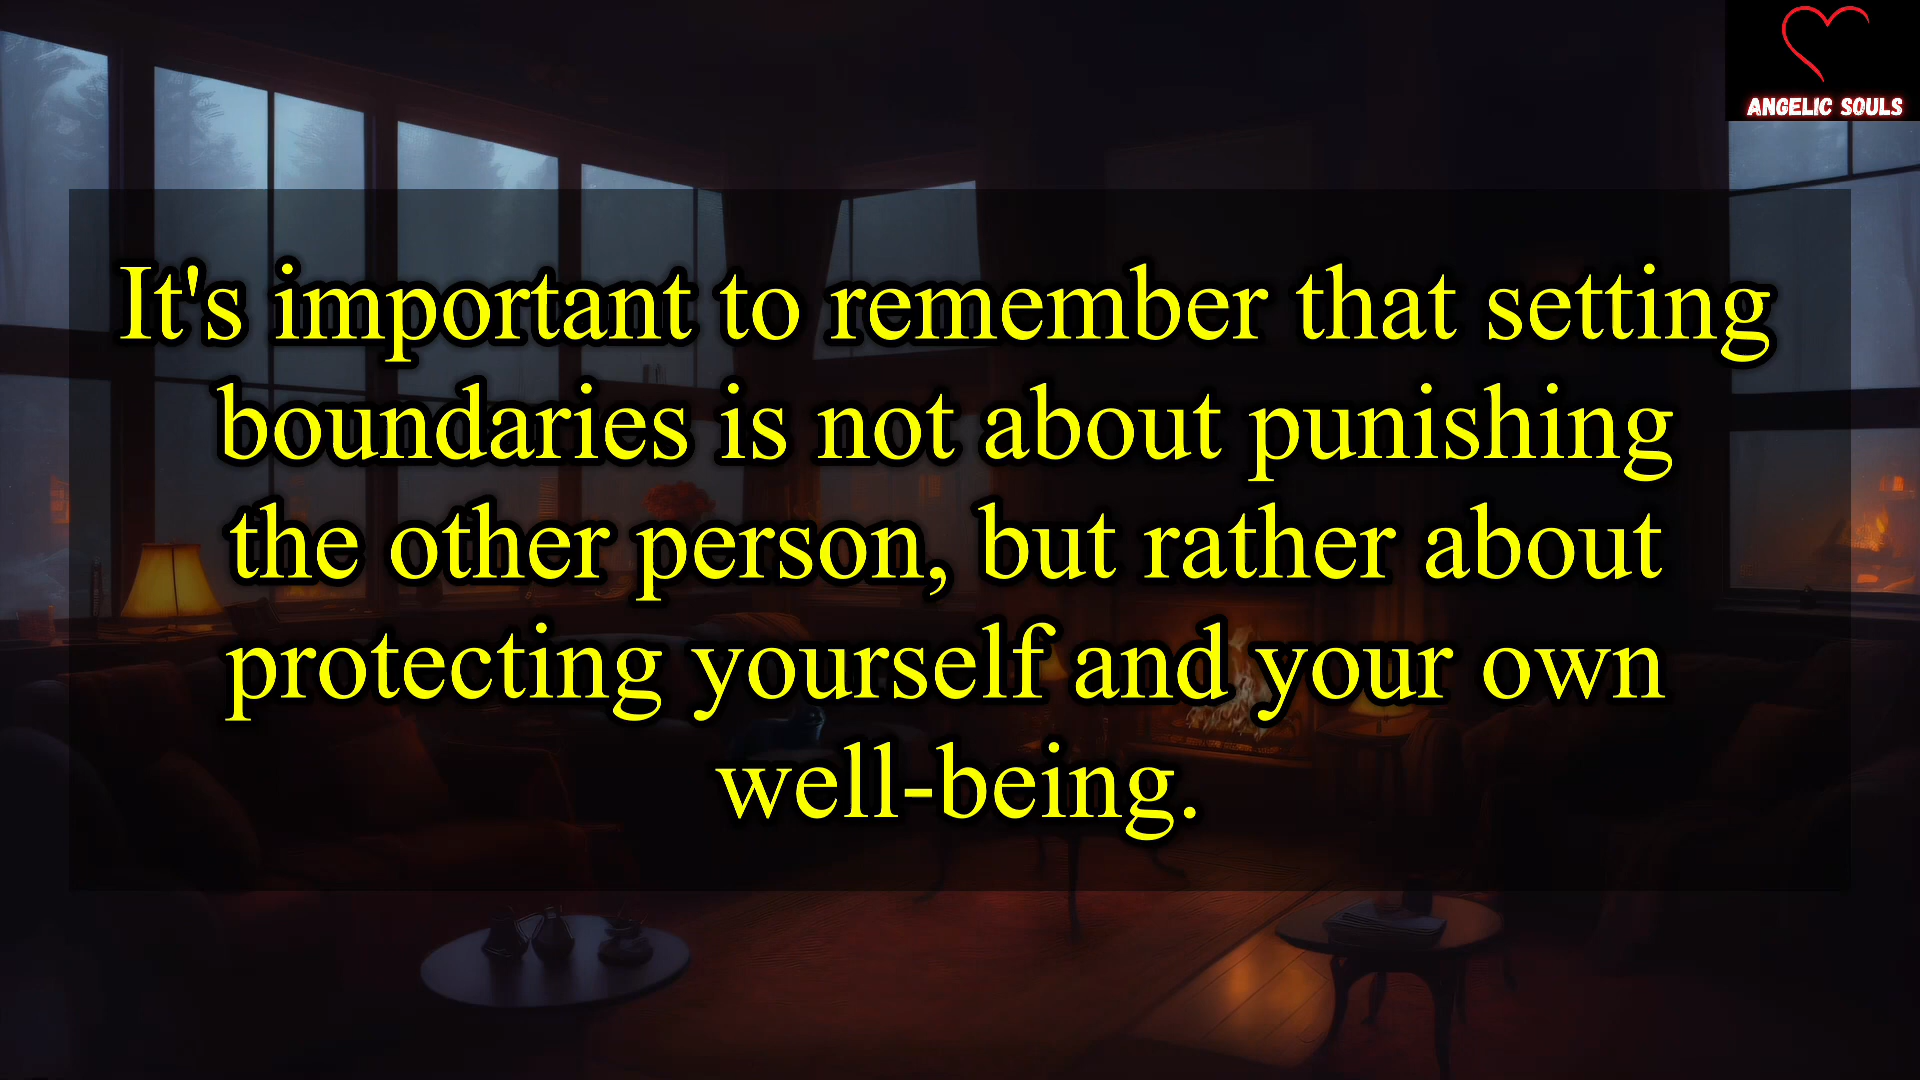 ANGELIC SOULS
It's important to remember that setting
boundaries is not about punishing
the other person, but rather about
protecting yourself and your own
well-being.